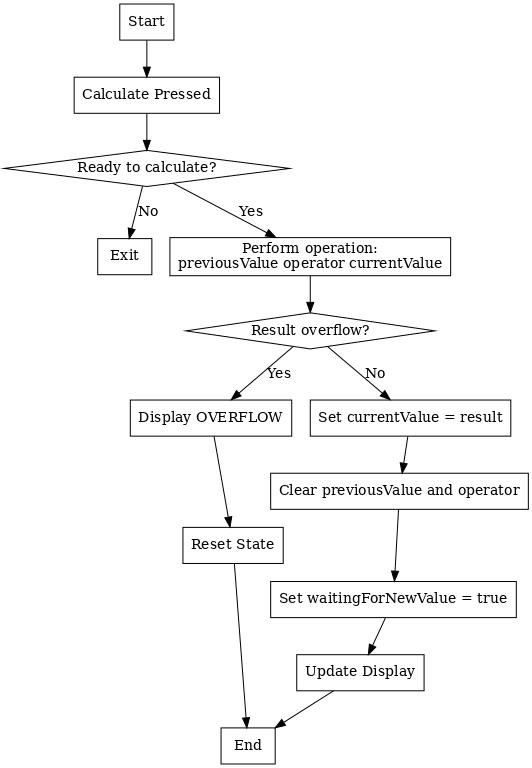 Start
Calculate Pressed
Ready to calculate?
No
Yes
Exit
Perform operation:
previousValue operator currentValue
Result overflow?
Yes
No
Display OVERFLOW
Set currentValue = result
Clear previousValue and operator
Reset State
Set waitingForNewValue = true
Update Display
End